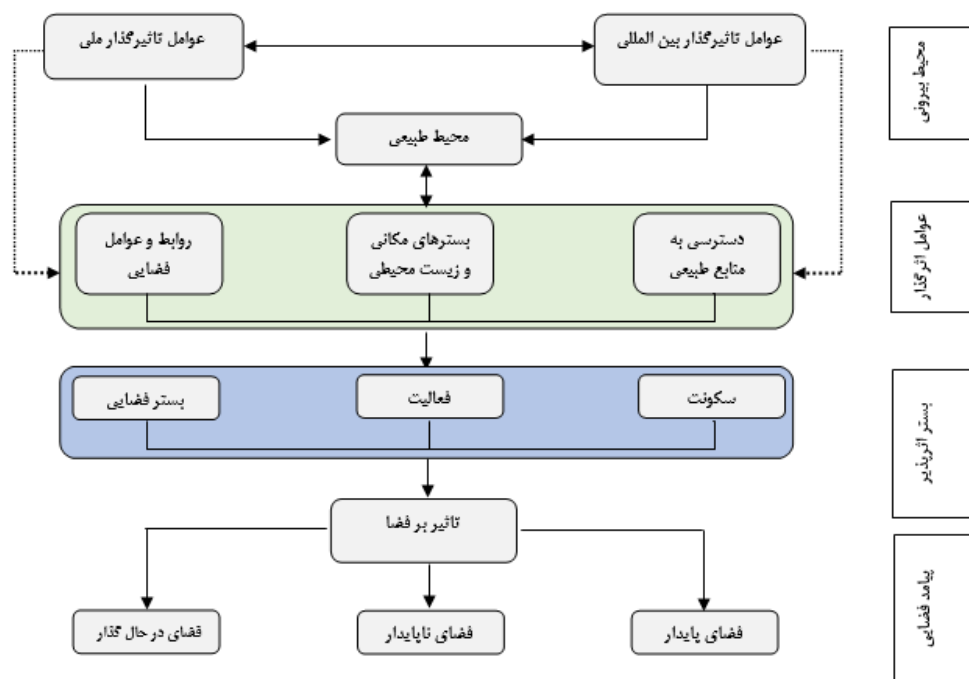 عوامل تاثیرگذار بین المللی
عوامل تاثیرگذار ملی
محیط بیرونی
محیط طبیعی
دسترسی به
منابع طبیعی
بسترهای مکانی
و زیست محیطی
روابط و عوامل
فضایی
عوامل اثرگذار
سکونت
فعالیت
بستر فضایی
بستر اثرپذیر
تاثیر بر فضا
فضای پایدار
فضای ناپایدار
فضای در حال گذار
پیامد فضایی